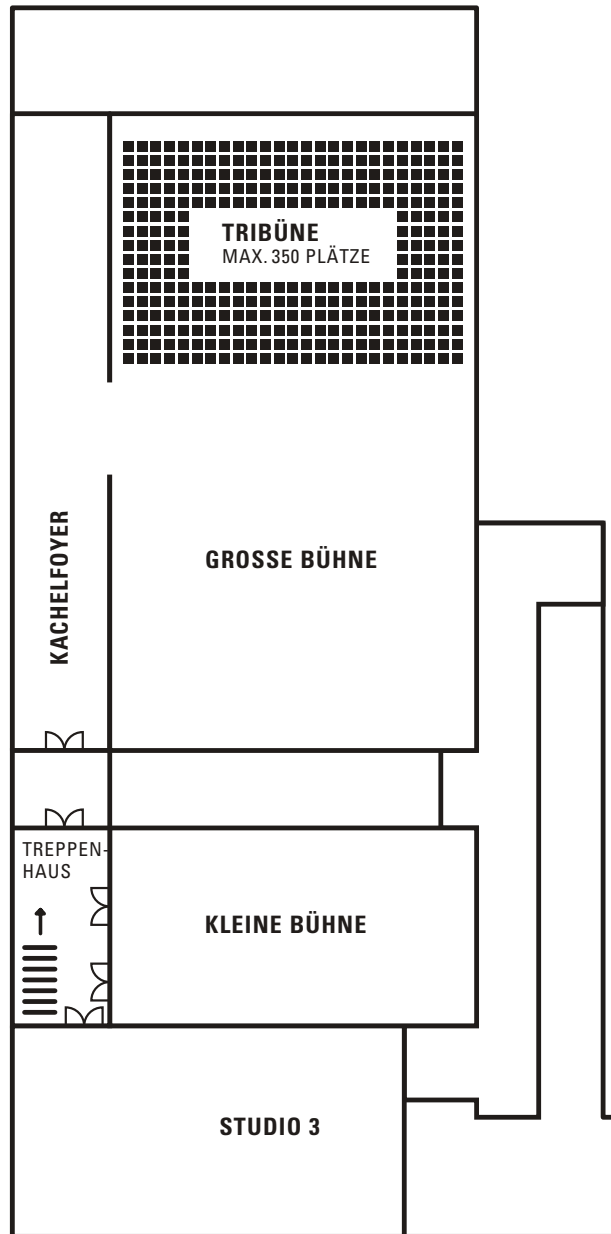 TRIBÜNE
MAX. 350 PLÄTZE
KACHELFOYER
GROSSE BÜHNE
TREPPEN-
HAUS
KLEINE BÜHNE
STUDIO 3